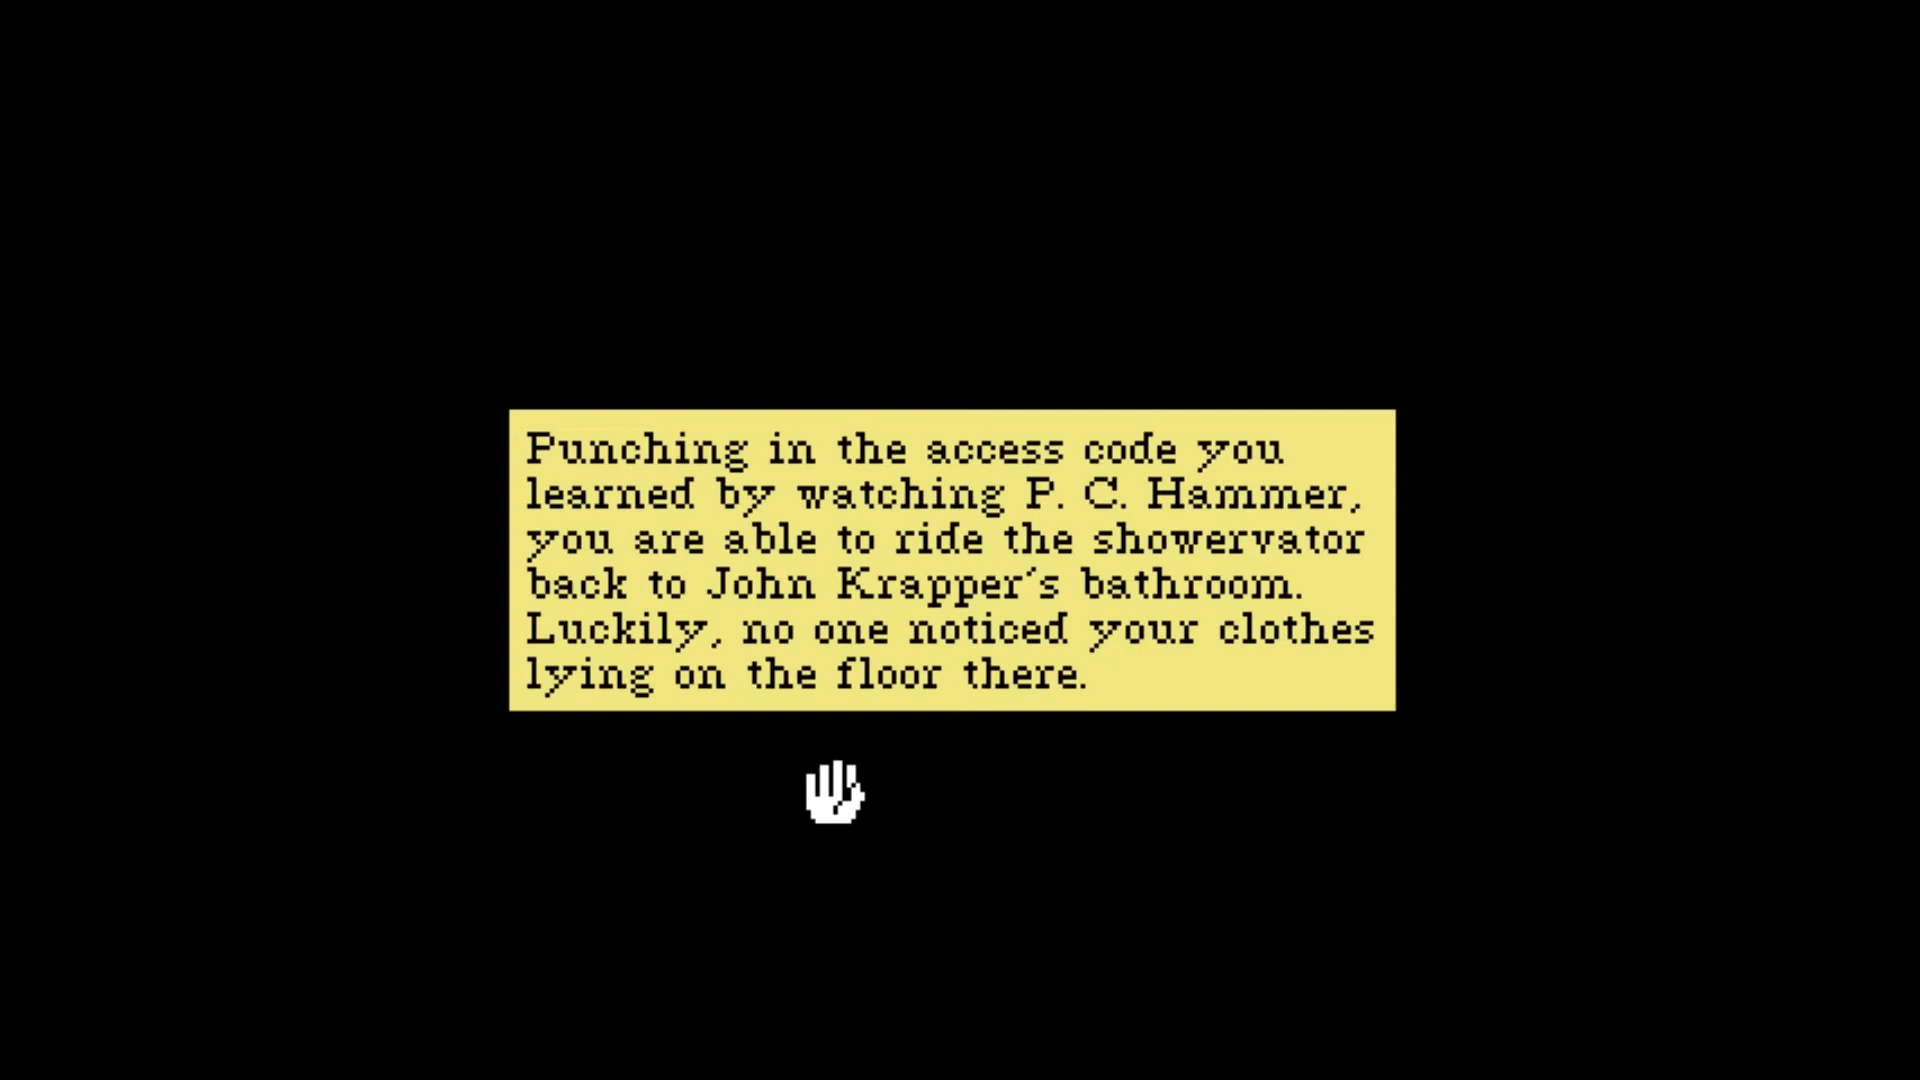 Punching in the access code you
learned by watching P. C. Hammer,
you are able to ride the showervator
back to John Krapper's bathroom.
Luckily, no one noticed your clothes
lying on the floor there.